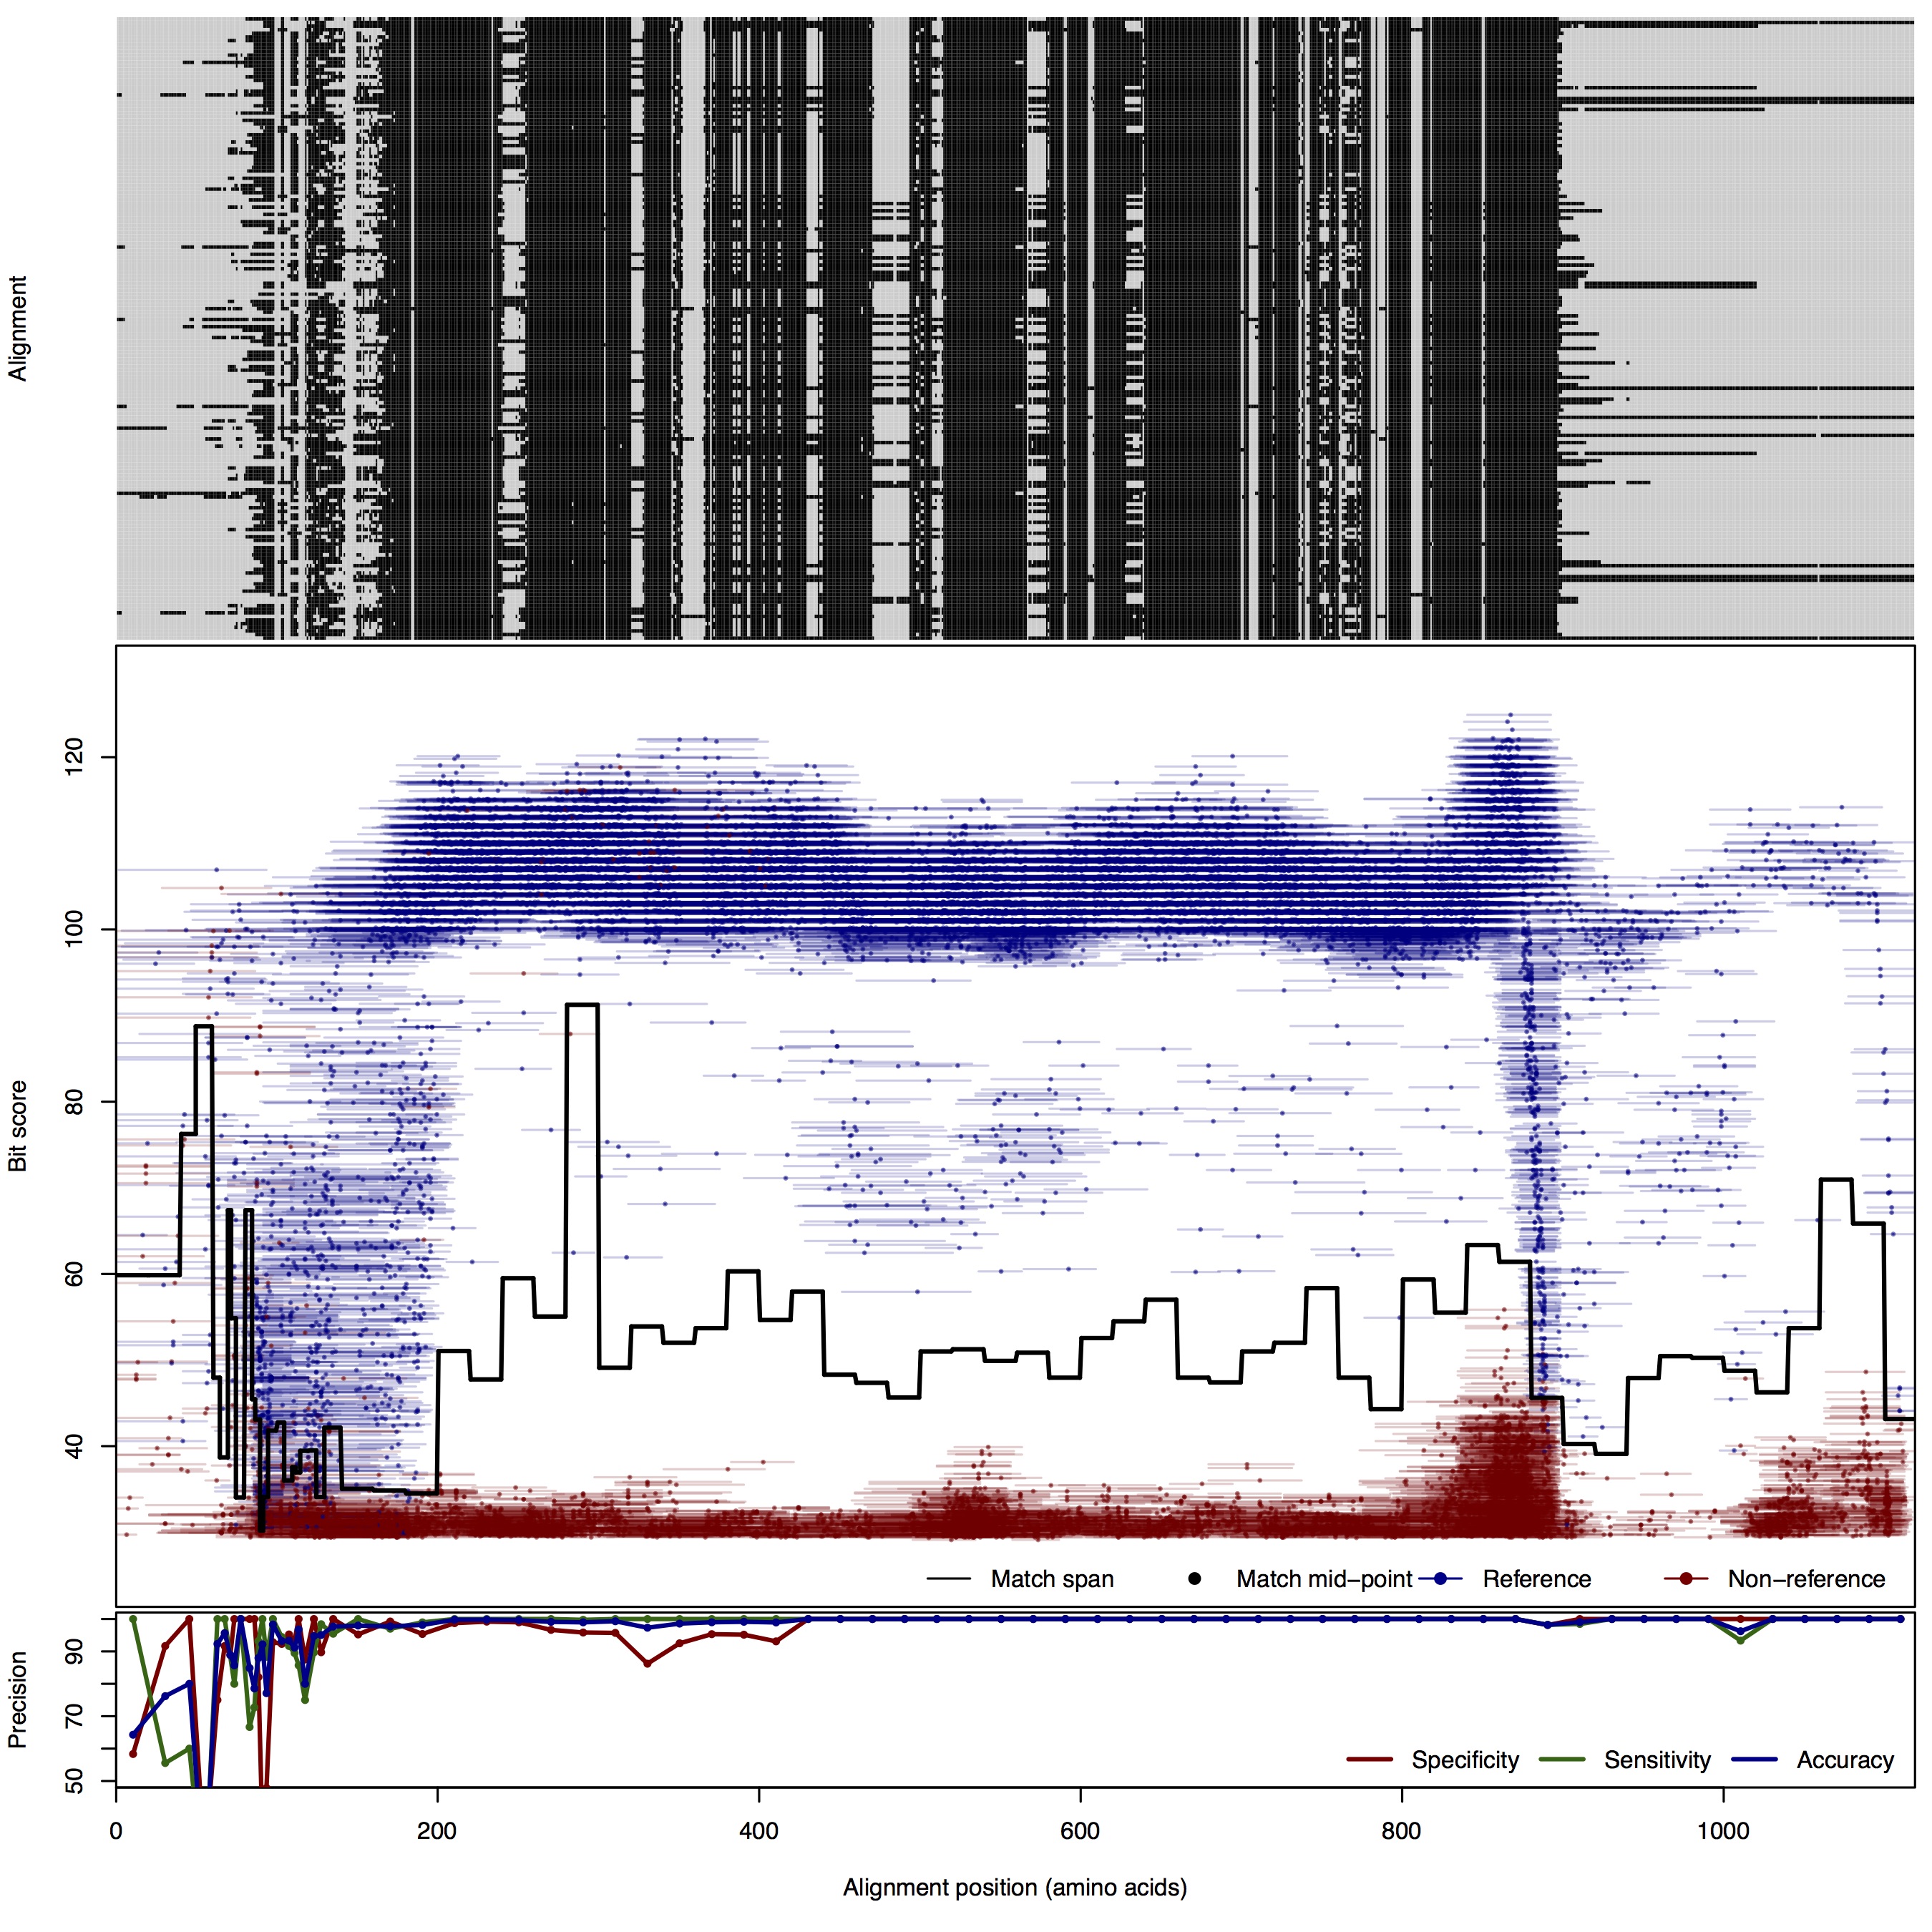 Alignment
120
100
80
60
40
Bit score
Match span
Match mid−point
Reference
Non−reference
90
70
50
Precision
Specificity
Sensitivity
Accuracy
0
200
400
600
800
1000
Alignment position (amino acids)